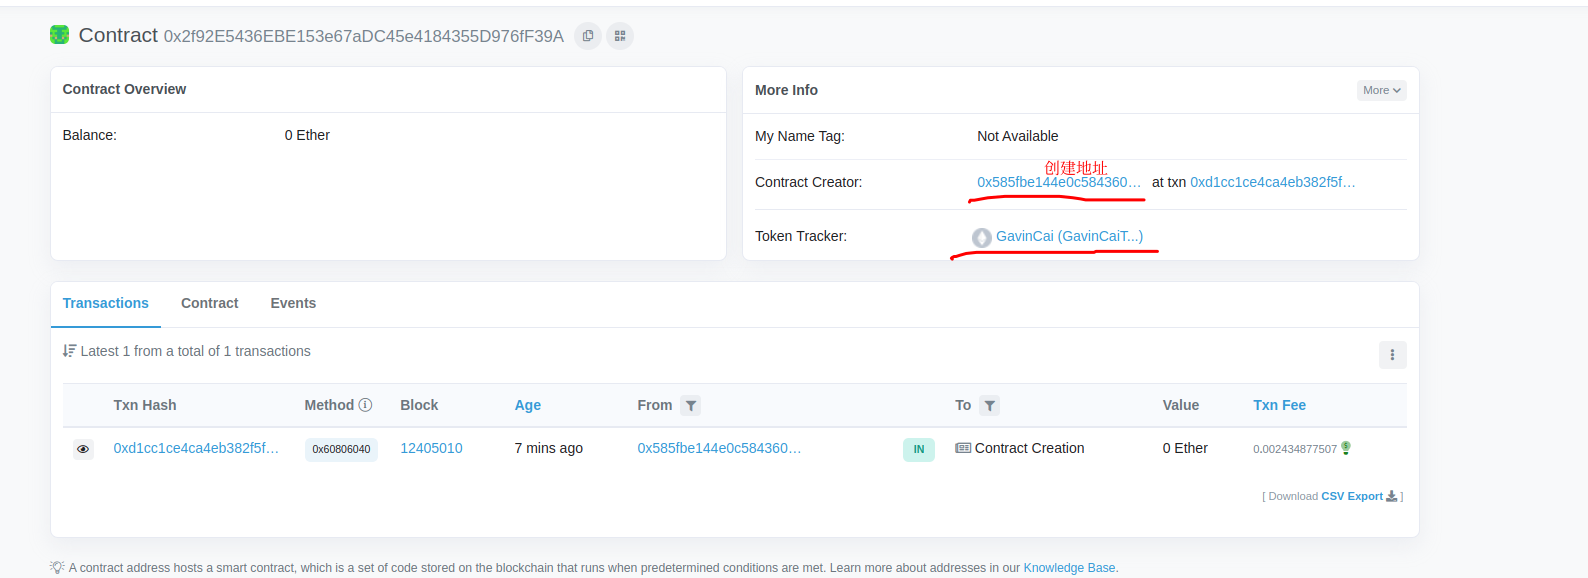 Contract 0x2f92E5436EBE153e67aDC45e4184355D976fF39A
Contract Overview
Balance: 0 Ether
More Info
More
My Name Tag: Not Available
创建地址
Contract Creator: 0x585fbe144e0c584360… at txn 0xd1cc1ce4ca4eb382f5f…
Token Tracker: GavinCai (GavinCaiT...)
Transactions Contract Events
Latest 1 from a total of 1 transactions
Txn Hash Method Block Age From To Value Txn Fee
0xd1cc1ce4ca4eb382f5f… 0x60806040 12405010 7 mins ago 0x585fbe144e0c584360… IN Contract Creation 0 Ether 0.002434877507
[ Download CSV Export ]
A contract address hosts a smart contract, which is a set of code stored on the blockchain that runs when predetermined conditions are met. Learn more about addresses in our Knowledge Base.